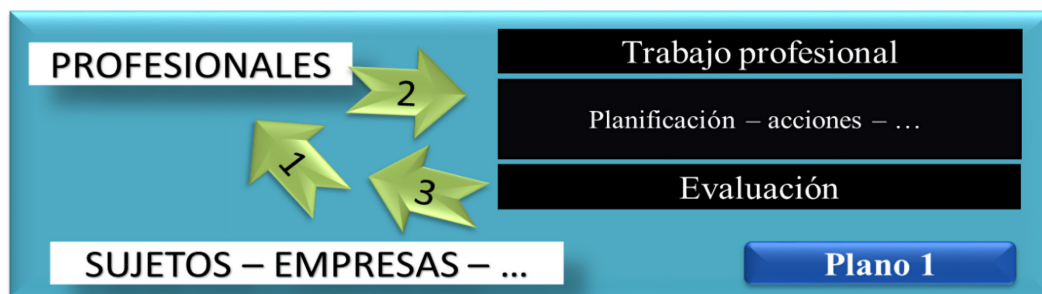 PROFESIONALES
2
Trabajo profesional
Planificación – acciones – …
1
3
Evaluación
SUJETOS – EMPRESAS – ...
Plano 1